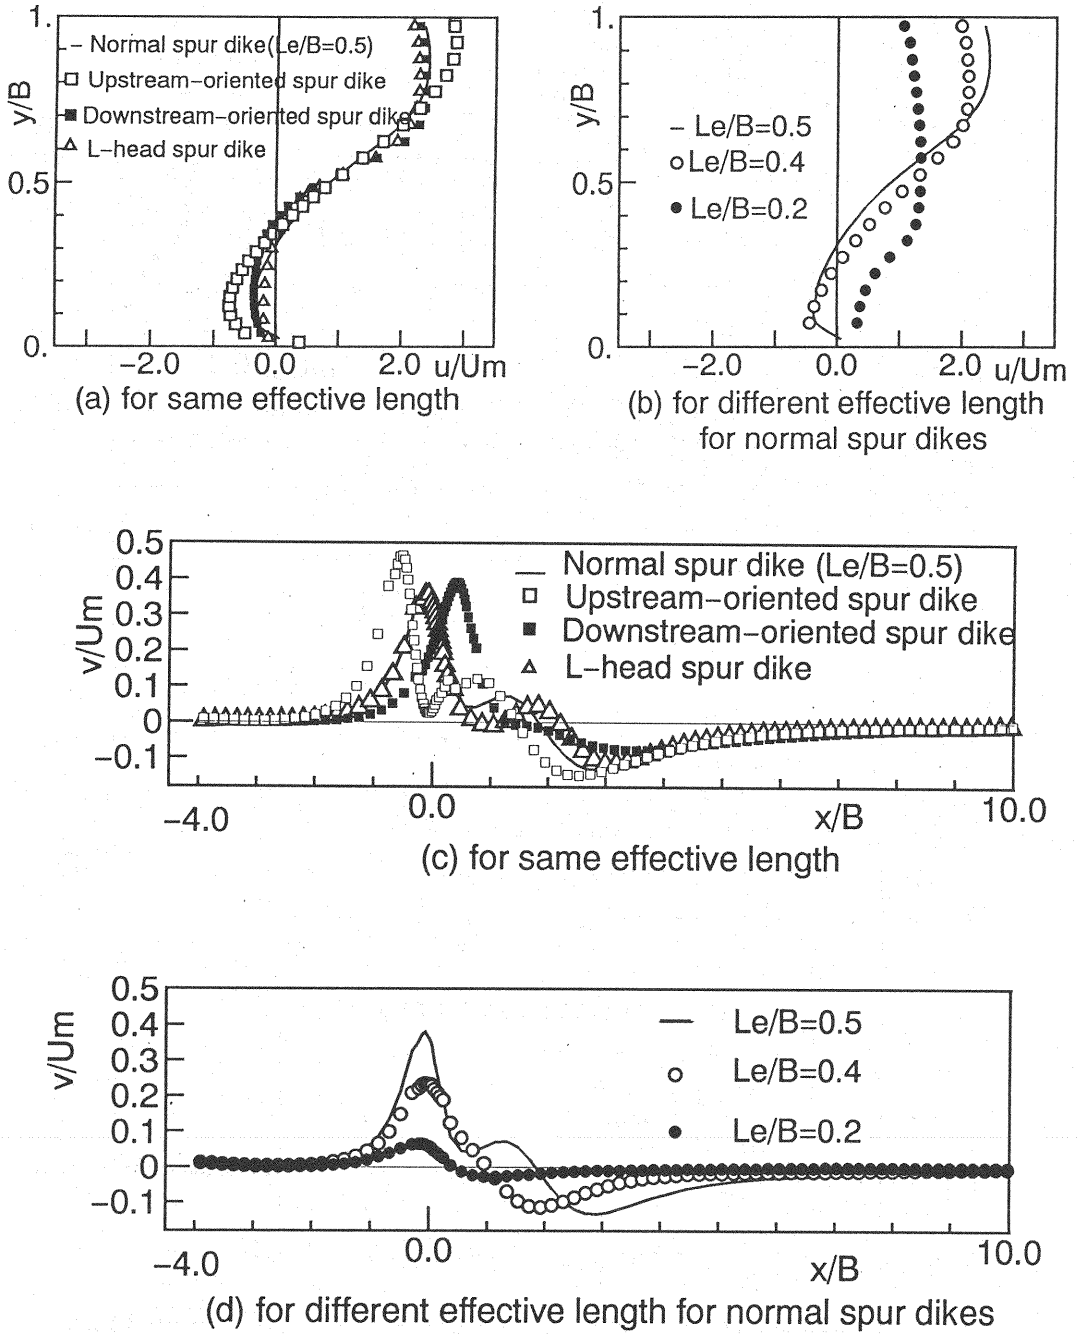 1.
– Normal spur dike(Le/B=0.5)
Upstream–oriented spur dike
Downstream–oriented spur dike
L–head spur dike
y/B
0.5
0.
−2.0 0.0 2.0 u/Um
(a) for same effective length
1.
y/B
– Le/B=0.5
Le/B=0.4
Le/B=0.2
0.5
0.
−2.0 0.0 2.0 u/Um
(b) for different effective length
for normal spur dikes
0.5
0.4
0.3
0.2
0.1
0
−0.1
v/Um
Normal spur dike (Le/B=0.5)
Upstream–oriented spur dike
Downstream–oriented spur dike
L–head spur dike
−4.0 0.0 x/B 10.0
(c) for same effective length
0.5
0.4
0.3
0.2
0.1
0
−0.1
v/Um
Le/B=0.5
Le/B=0.4
Le/B=0.2
−4.0 0.0 x/B 10.0
(d) for different effective length for normal spur dikes